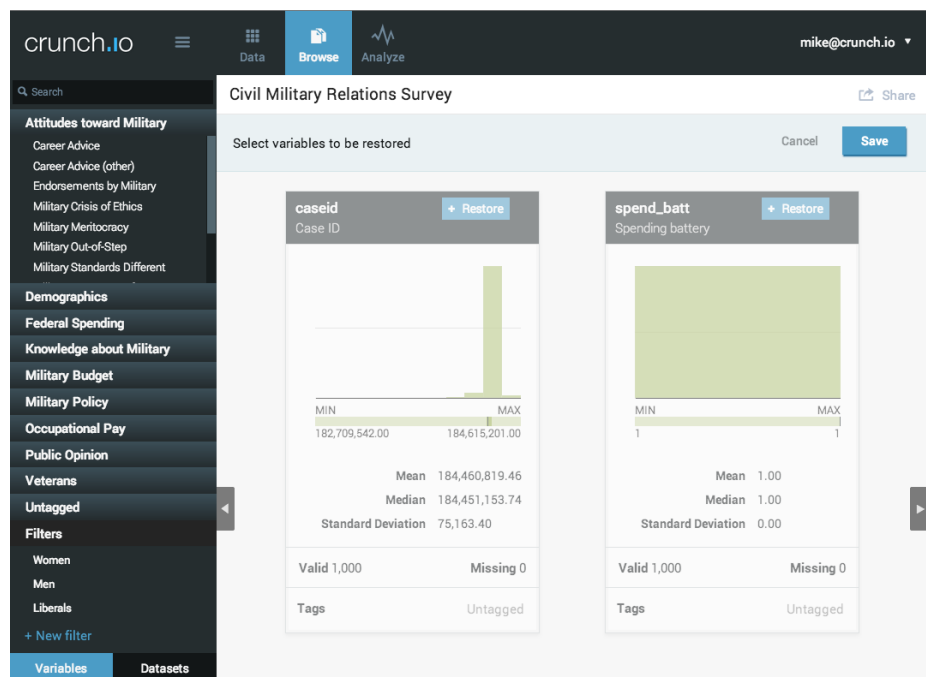 crunch.io
Data
Browse
Analyze
mike@crunch.io
Search
Attitudes toward Military
Career Advice
Career Advice (other)
Endorsements by Military
Military Crisis of Ethics
Military Meritocracy
Military Out-of-Step
Military Standards Different
Demographics
Federal Spending
Knowledge about Military
Military Budget
Military Policy
Occupational Pay
Public Opinion
Veterans
Untagged
Filters
Women
Men
Liberals
+ New filter
Variables
Datasets
Civil Military Relations Survey
Share
Select variables to be restored
Cancel
Save
caseid
+ Restore
Case ID
MIN
MAX
182,709,542.00
184,615,201.00
Mean 184,460,819.46
Median 184,451,153.74
Standard Deviation 75,163.40
Valid 1,000
Missing 0
Tags
Untagged
spend_batt
+ Restore
Spending battery
MIN
MAX
1
1
Mean 1.00
Median 1.00
Standard Deviation 0.00
Valid 1,000
Missing 0
Tags
Untagged